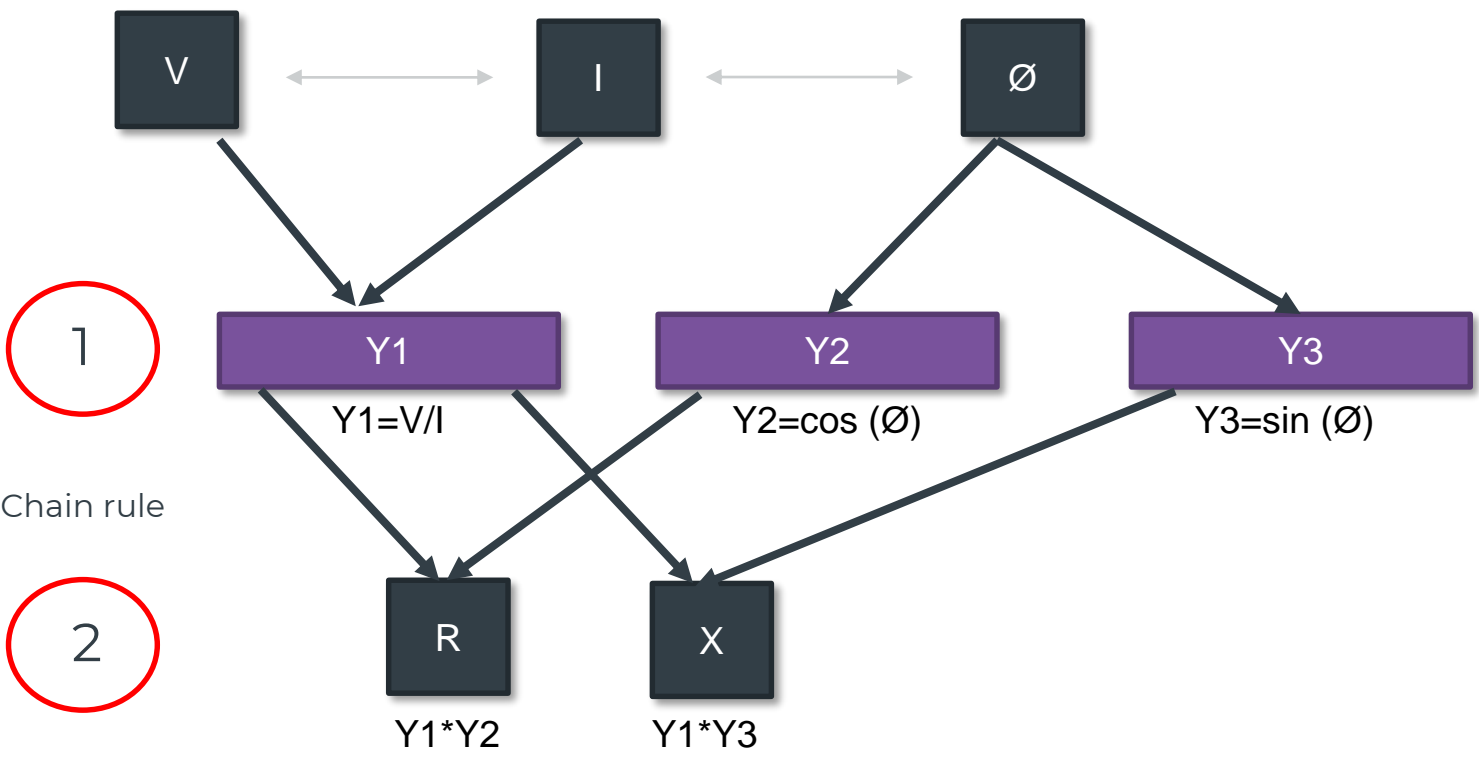 V
I
Ø
1
Y1
Y2
Y3
Y1=V/I
Y2=cos (Ø)
Y3=sin (Ø)
Chain rule
2
R
X
Y1*Y2
Y1*Y3